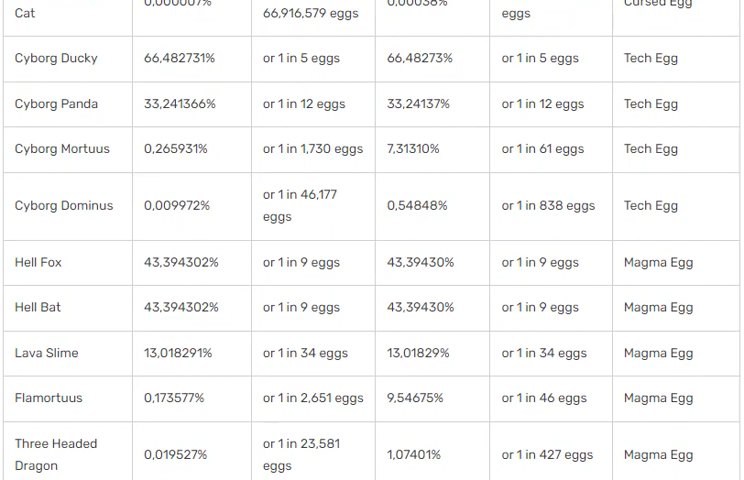 0,000007%
0,00038%
Cursed Egg
Cat
66,916,579 eggs
eggs
Cyborg Ducky 66,482731% or 1 in 5 eggs 66,48273% or 1 in 5 eggs Tech Egg
Cyborg Panda 33,241366% or 1 in 12 eggs 33,24137% or 1 in 12 eggs Tech Egg
Cyborg Mortuus 0,265931% or 1 in 1,730 eggs 7,31310% or 1 in 61 eggs Tech Egg
Cyborg Dominus 0,009972% or 1 in 46,177 eggs 0,54848% or 1 in 838 eggs Tech Egg
Hell Fox 43,394302% or 1 in 9 eggs 43,39430% or 1 in 9 eggs Magma Egg
Hell Bat 43,394302% or 1 in 9 eggs 43,39430% or 1 in 9 eggs Magma Egg
Lava Slime 13,018291% or 1 in 34 eggs 13,01829% or 1 in 34 eggs Magma Egg
Flamortuus 0,173577% or 1 in 2,651 eggs 9,54675% or 1 in 46 eggs Magma Egg
Three Headed Dragon 0,019527% or 1 in 23,581 eggs 1,07401% or 1 in 427 eggs Magma Egg